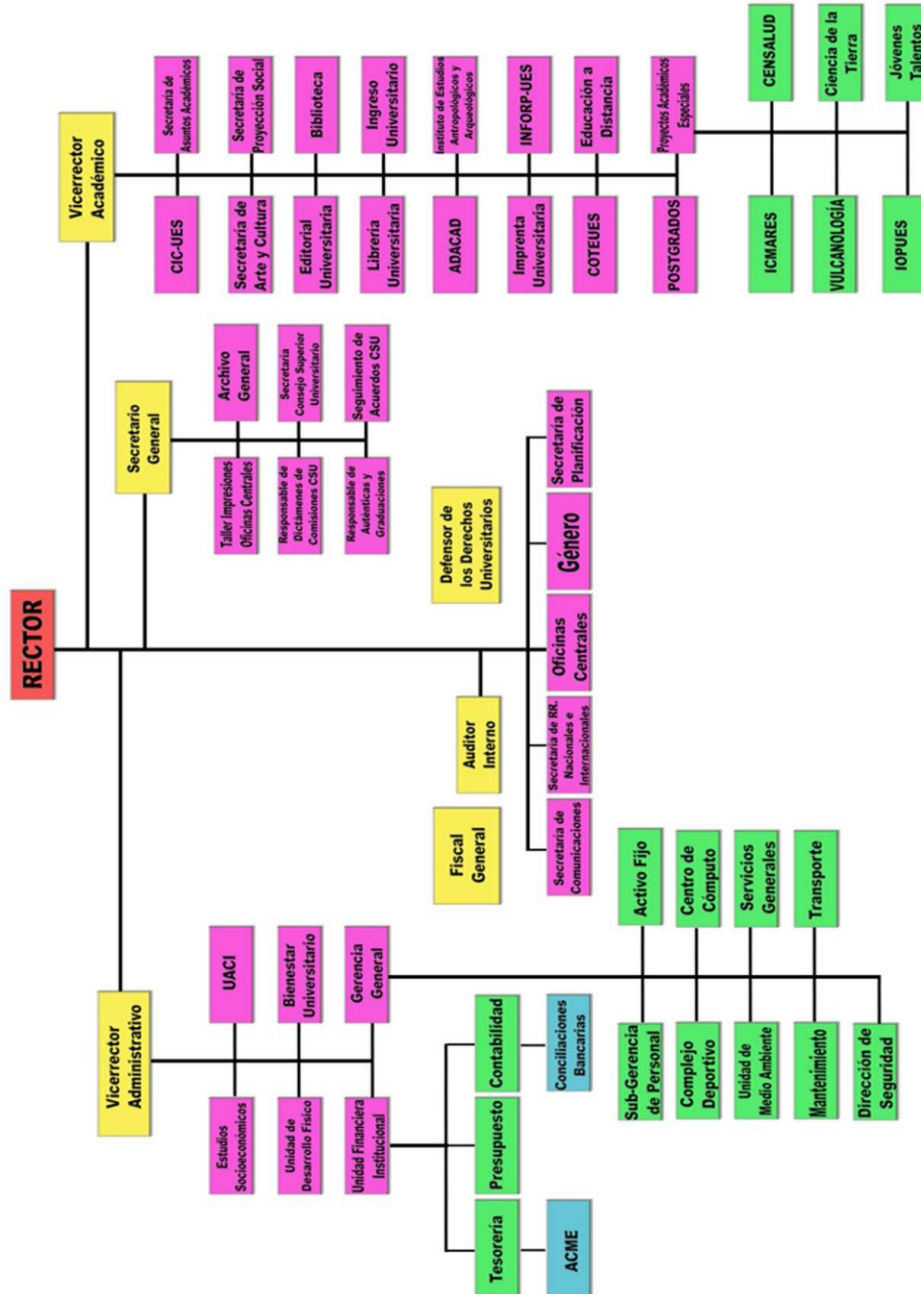 RECTOR
Vicerrector
Administrativo
Secretario
General
Vicerrector
Académico
Estudios
Socioeconómicos
UACI
Unidad de
Desarrollo Físico
Bienestar
Universitario
Unidad Financiera
Institucional
Gerencia
General
Tesorería
Presupuesto
Contabilidad
ACME
Conciliaciones
Bancarias
Sub-Gerencia
de Personal
Activo Fijo
Complejo
Deportivo
Centro de
Cómputo
Unidad de
Medio Ambiente
Servicios
Generales
Mantenimiento
Transporte
Dirección de
Seguridad
Fiscal
General
Auditor
Interno
Defensor de
los Derechos
Universitarios
Secretaría de
Comunicaciones
Secretaría de RR.
Nacionales e
Internacionales
Oficinas
Centrales
Género
Secretaría de
Planificación
Taller Impresiones
Oficinas Centrales
Archivo
General
Responsable de
Dictámenes de
Comisiones CSU
Secretaría
Consejo Superior
Universitario
Responsable de
Auténticas y
Graduaciones
Seguimiento de
Acuerdos CSU
CIC-UES
Secretaría de
Asuntos Académicos
Secretaría de
Arte y Cultura
Secretaría de
Proyección Social
Editorial
Universitaria
Biblioteca
Librería
Universitaria
Ingreso
Universitario
ADACAD
Instituto de Estudios
Antropológicos y
Arqueológicos
Imprenta
Universitaria
INFORP-UES
COTEUES
Educación a
Distancia
POSTGRADOS
Proyectos Académicos
Especiales
ICMARES
CENSALUD
VULCANOLOGÍA
Ciencia de la
Tierra
IOPUES
Jóvenes
Talentos